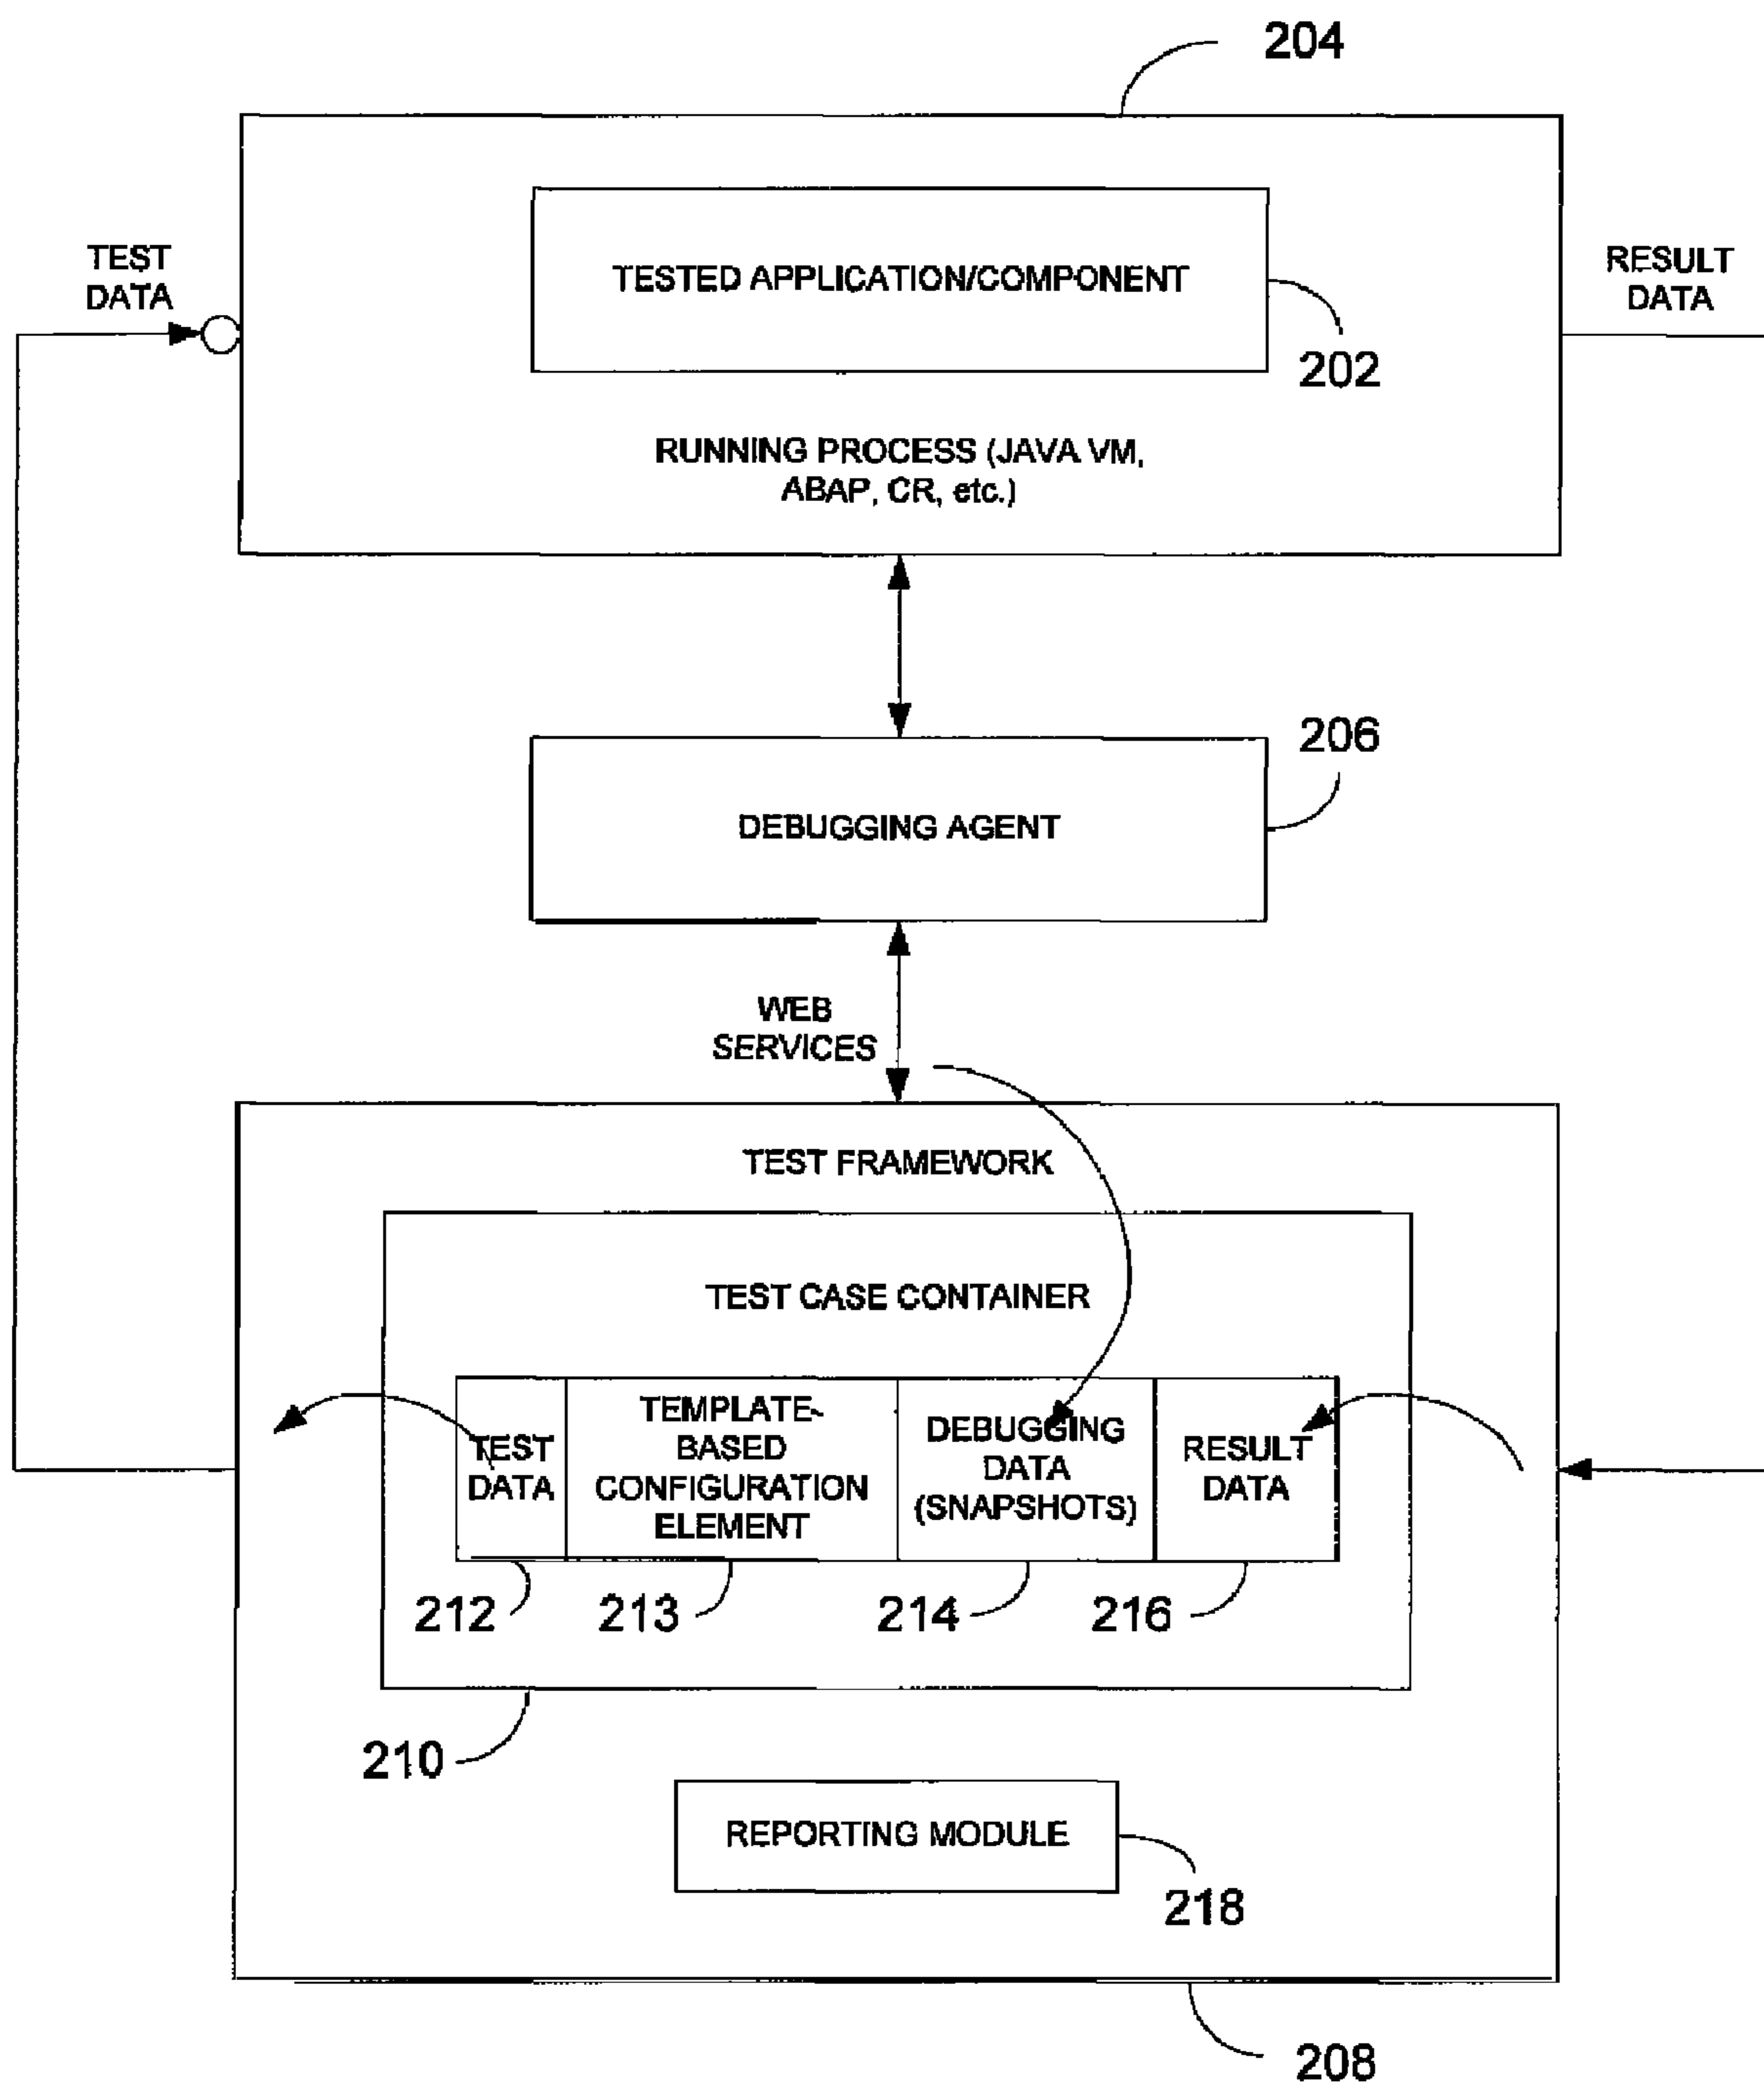 204
TESTED APPLICATION/COMPONENT
202
RUNNING PROCESS (JAVA VM,
ABAP, CR, etc.)
TEST
DATA
RESULT
DATA
206
DEBUGGING AGENT
WEB
SERVICES
TEST FRAMEWORK
TEST CASE CONTAINER
TEST
DATA
TEMPLATE-
BASED
CONFIGURATION
ELEMENT
DEBUGGING
DATA
(SNAPSHOTS)
RESULT
DATA
212
213
214
216
210
REPORTING MODULE
218
208